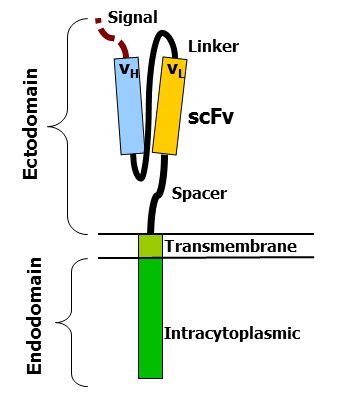 Signal
Linker
VH
VL
scFv
Ectodomain
Spacer
Transmembrane
Endodomain
Intracytoplasmic